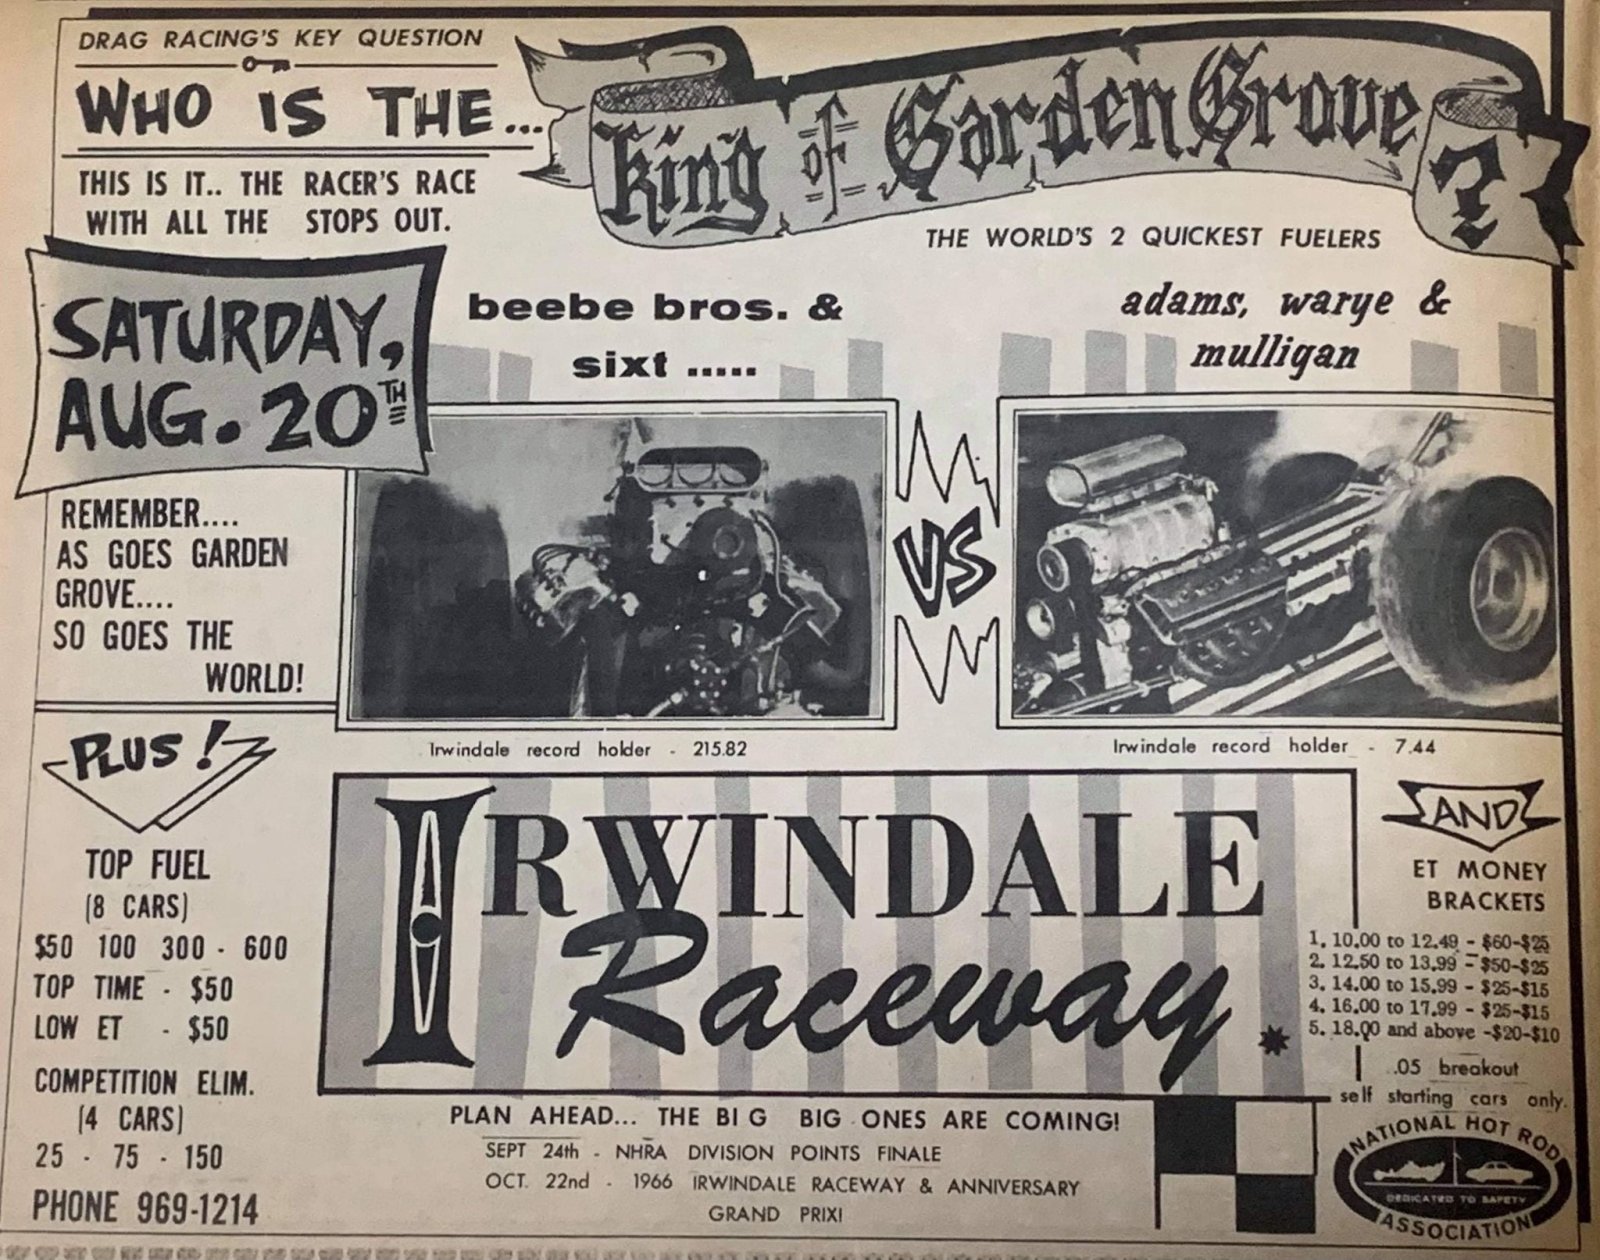 DRAG RACING'S KEY QUESTION
WHO IS THE...
King of Garden Grove ?
THIS IS IT.. THE RACER'S RACE
WITH ALL THE STOPS OUT.
THE WORLD'S 2 QUICKEST FUELERS
SATURDAY,
AUG. 20TH
beebe bros. &
sixt .....
adams, warye &
mulligan
VS
REMEMBER....
AS GOES GARDEN
GROVE....
SO GOES THE
WORLD!
Irwindale record holder - 215.82
Irwindale record holder - 7.44
PLUS!
TOP FUEL
(8 CARS)
$50 100 300 - 600
TOP TIME - $50
LOW ET - $50
COMPETITION ELIM.
(4 CARS)
25 - 75 - 150
PHONE 969-1214
IRWINDALE
Raceway
AND
ET MONEY
BRACKETS
1. 10.00 to 12.49 - $60-$25
2. 12.50 to 13.99 - $50-$25
3. 14.00 to 15.99 - $25-$15
4. 16.00 to 17.99 - $25-$15
5. 18.00 and above -$20-$10
.05 breakout
self starting cars only.
PLAN AHEAD... THE BIG BIG ONES ARE COMING!
SEPT 24th - NHRA DIVISION POINTS FINALE
OCT. 22nd - 1966 IRWINDALE RACEWAY & ANNIVERSARY
GRAND PRIX!
NATIONAL HOT ROD
DEDICATED TO SAFETY
ASSOCIATION